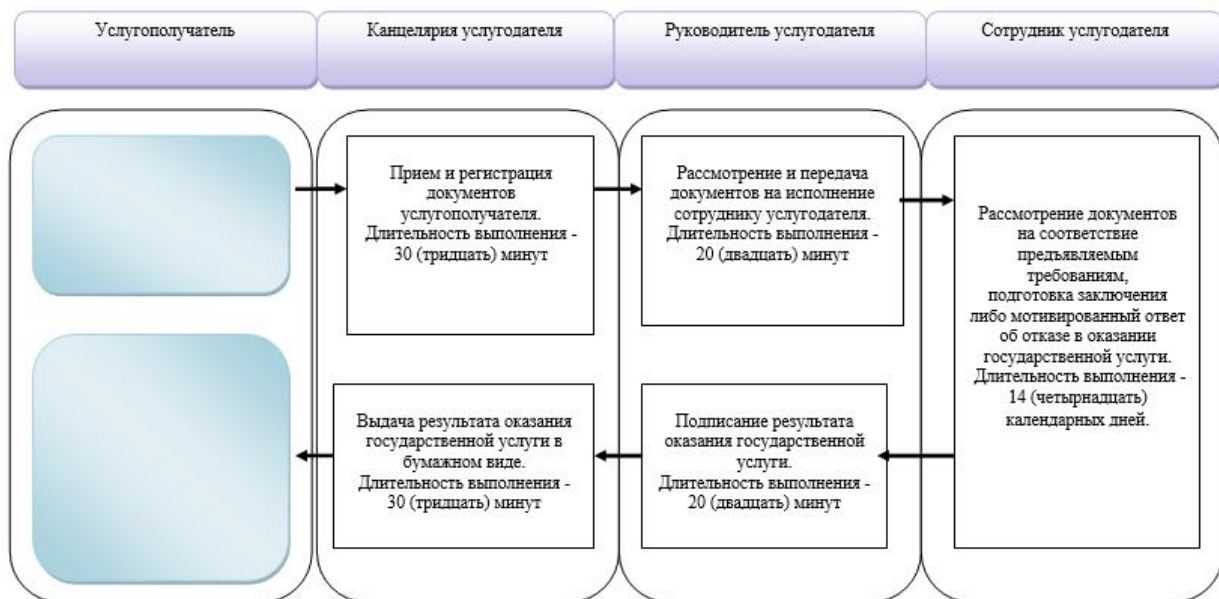 Услугополучатель
Канцелярия услугодателя
Руководитель услугодателя
Сотрудник услугодателя
Прием и регистрация
документов
услугополучателя.
Длительность выполнения -
30 (тридцать) минут
Рассмотрение и передача
документов на исполнение
сотруднику услугодателя.
Длительность выполнения -
20 (двадцать) минут
Рассмотрение документов
на соответствие
предъявляемым
требованиям,
подготовка заключения
либо мотивированный ответ
об отказе в оказании
государственной услуги.
Длительность выполнения -
14 (четырнадцать)
календарных дней.
Выдача результата оказания
государственной услуги в
бумажном виде.
Длительность выполнения -
30 (тридцать) минут
Подписание результата
оказания государственной
услуги.
Длительность выполнения -
20 (двадцать) минут